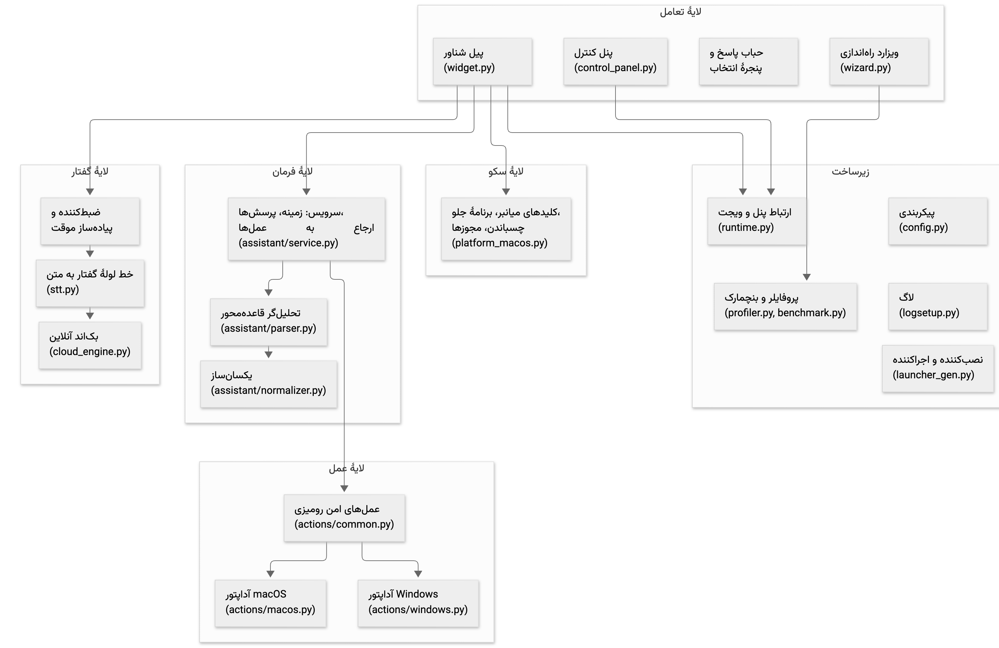 لایهٔ تعامل
پیل شناور
(widget.py)
پنل کنترل
(control_panel.py)
حباب پاسخ و
پنجرهٔ انتخاب
ویزارد راه‌اندازی
(wizard.py)
لایهٔ گفتار
ضبط‌کننده و
پیاده‌ساز موقت
خط لولهٔ گفتار به متن
(stt.py)
بک‌اند آنلاین
(cloud_engine.py)
لایهٔ فرمان
سرویس: زمینه، پرسش‌ها،
ارجاع به عمل‌ها
(assistant/service.py)
تحلیل‌گر قاعده‌محور
(assistant/parser.py)
یکسان‌ساز
(assistant/normalizer.py)
لایهٔ سکو
کلیدهای میانبر، برنامهٔ جلو،
چسباندن، مجوزها
(platform_macos.py)
زیرساخت
ارتباط پنل و ویجت
(runtime.py)
پیکربندی
(config.py)
پروفایلر و بنچمارک
(profiler.py, benchmark.py)
لاگ
(logsetup.py)
نصب‌کننده و اجراکننده
(launcher_gen.py)
لایهٔ عمل
عمل‌های امن رومیزی
(actions/common.py)
آداپتور macOS
(actions/macos.py)
آداپتور Windows
(actions/windows.py)